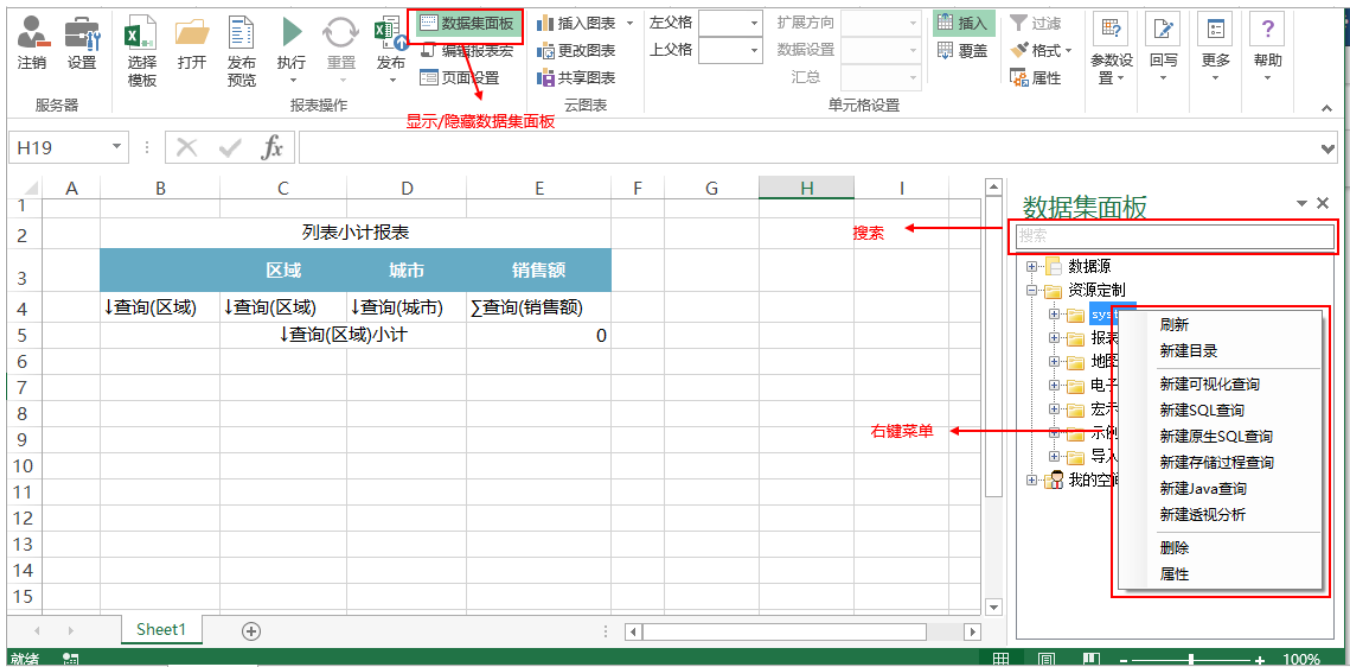 注销
设置
服务器
选择
模板
打开
发布
预览
执行
重置
发布
数据集面板
编辑报表宏
页面设置
报表操作
插入图表
更改图表
共享图表
云图表
左父格
上父格
扩展方向
数据设置
汇总
插入
覆盖
过滤
格式
属性
单元格设置
参数设
置
回写
更多
帮助
显示/隐藏数据集面板
H19
fx
A B C D E F G H I
1
2 列表小计报表
3 区域 城市 销售额
4 ↓查询(区域) ↓查询(区域) ↓查询(城市) ∑查询(销售额)
5 ↓查询(区域)小计 0
6
7
8
9
10
11
12
13
14
15
数据集面板
搜索
搜索
数据源
资源定制
报表
地图
电子
宏示
示例
导入
我的空间
刷新
新建目录
新建可视化查询
新建SQL查询
新建原生SQL查询
新建存储过程查询
新建Java查询
新建透视分析
删除
属性
右键菜单
Sheet1
就绪
100%